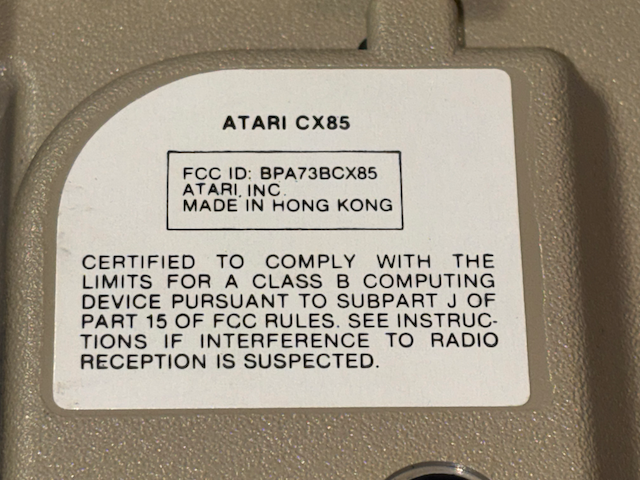 ATARI CX85
FCC ID: BPA73BCX85
ATARI, INC.
MADE IN HONG KONG
CERTIFIED TO COMPLY WITH THE
LIMITS FOR A CLASS B COMPUTING
DEVICE PURSUANT TO SUBPART J OF
PART 15 OF FCC RULES. SEE INSTRUC-
TIONS IF INTERFERENCE TO RADIO
RECEPTION IS SUSPECTED.